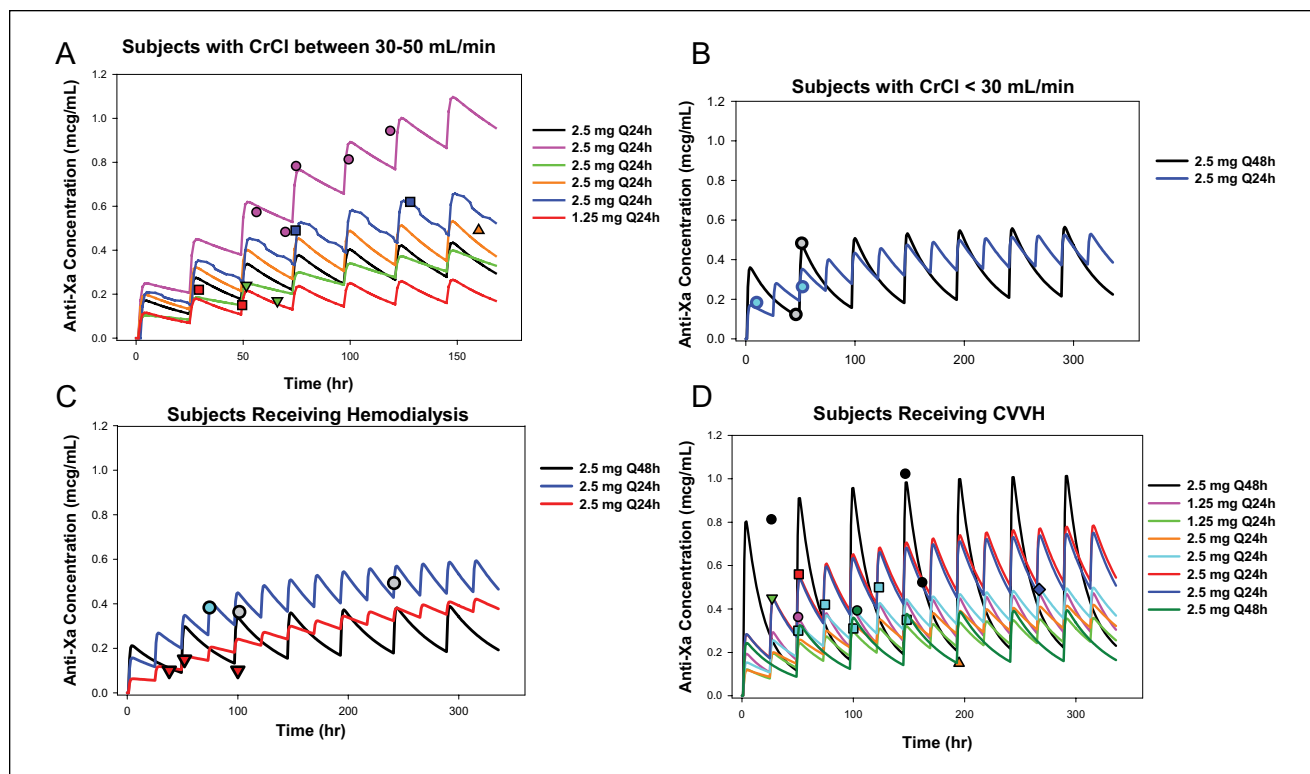 A
Subjects with CrCl between 30-50 mL/min
Anti-Xa Concentration (mcg/mL)
1.2
1.0
0.8
0.6
0.4
0.2
0.0
0
50
100
150
Time (hr)
2.5 mg Q24h
2.5 mg Q24h
2.5 mg Q24h
2.5 mg Q24h
2.5 mg Q24h
1.25 mg Q24h
B
Subjects with CrCl < 30 mL/min
Anti-Xa Concentration (mcg/mL)
1.2
1.0
0.8
0.6
0.4
0.2
0.0
0
100
200
300
Time (hr)
2.5 mg Q48h
2.5 mg Q24h
C
Subjects Receiving Hemodialysis
Anti-Xa Concentration (mcg/mL)
1.2
1.0
0.8
0.6
0.4
0.2
0.0
0
100
200
300
Time (hr)
2.5 mg Q48h
2.5 mg Q24h
2.5 mg Q24h
D
Subjects Receiving CVVH
Anti-Xa Concentration (mcg/mL)
1.2
1.0
0.8
0.6
0.4
0.2
0.0
0
100
200
300
Time (hr)
2.5 mg Q48h
1.25 mg Q24h
1.25 mg Q24h
2.5 mg Q24h
2.5 mg Q24h
2.5 mg Q24h
2.5 mg Q24h
2.5 mg Q48h